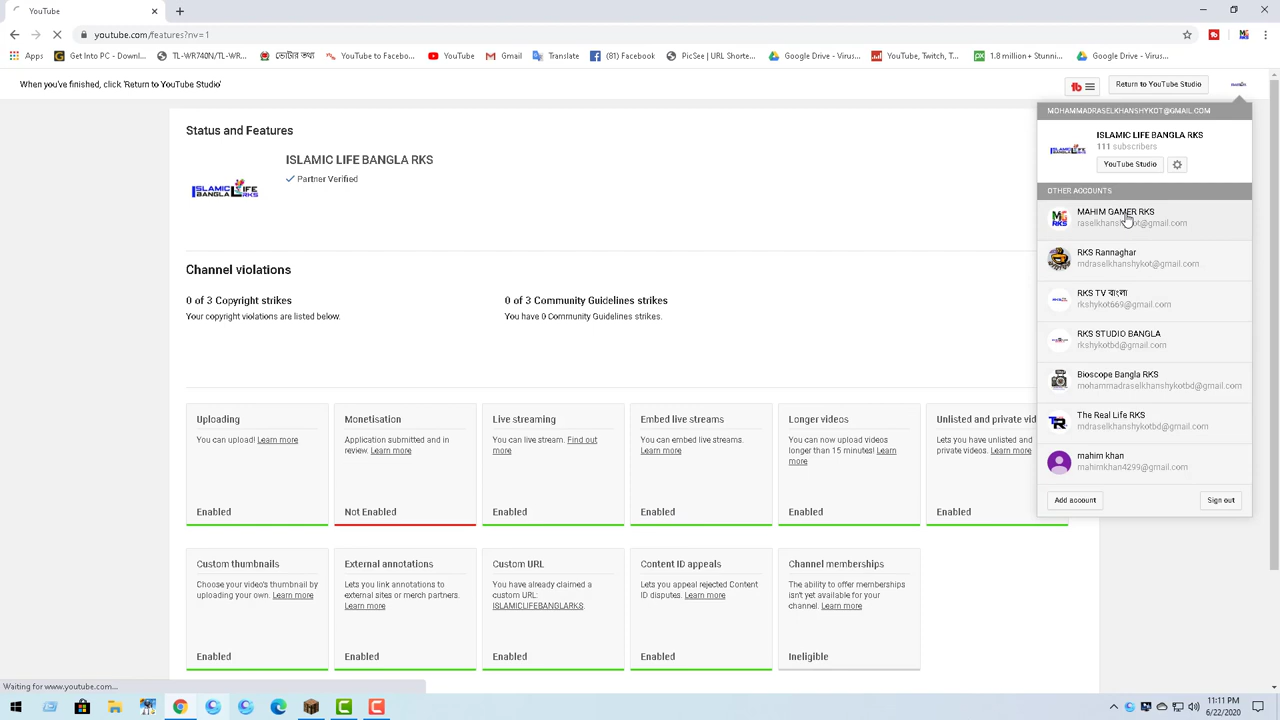 YouTube
youtube.com/features?nv=1
Apps
Get Into PC - Downl...
TL-WR740N/TL-WR...
ভোটার তথ্য
YouTube to Facebo...
YouTube
Gmail
Translate
(81) Facebook
PicSee | URL Shorte...
Google Drive - Virus...
YouTube, Twitch, T...
1.8 million+ Stunnin...
Google Drive - Virus...
When you've finished, click 'Return to YouTube Studio'
Return to YouTube Studio
MOHAMMADRASELKHANSHYKOT@GMAIL.COM
ISLAMIC LIFE BANGLA RKS
111 subscribers
YouTube Studio
OTHER ACCOUNTS
MAHIM GAMER RKS
raselkhanshykot@gmail.com
RKS Rannaghar
mdraselkhanshykot@gmail.com
RKS TV বাংলা
rkshykot669@gmail.com
RKS STUDIO BANGLA
rkshykotbd@gmail.com
Bioscope Bangla RKS
mohammadraselkhanshykotbd@gmail.com
The Real Life RKS
mdraselkhanshykotbd@gmail.com
mahim khan
mahimkhan4299@gmail.com
Add account
Sign out
Status and Features
ISLAMIC LIFE BANGLA RKS
ISLAMIC LIFE
BANGLA RKS
Partner Verified
Channel violations
0 of 3 Copyright strikes
Your copyright violations are listed below.
0 of 3 Community Guidelines strikes
You have 0 Community Guidelines strikes.
Uploading
You can upload! Learn more
Enabled
Monetisation
Application submitted and in
review. Learn more
Not Enabled
Live streaming
You can live stream. Find out
more
Enabled
Embed live streams
You can embed live streams.
Learn more
Enabled
Longer videos
You can now upload videos
longer than 15 minutes! Learn
more
Enabled
Unlisted and private vid
Lets you have unlisted and
private videos. Learn more
Enabled
Custom thumbnails
Choose your video's thumbnail by
uploading your own. Learn more
Enabled
External annotations
Lets you link annotations to
external sites or merch partners.
Learn more
Enabled
Custom URL
You have already claimed a
custom URL:
ISLAMICLIFEBANGLARKS.
Enabled
Content ID appeals
Lets you appeal rejected Content
ID disputes. Learn more
Enabled
Channel memberships
The ability to offer memberships
isn't yet available for your
channel. Learn more
Ineligible
Waiting for www.youtube.com...
11:11 PM
6/22/2020